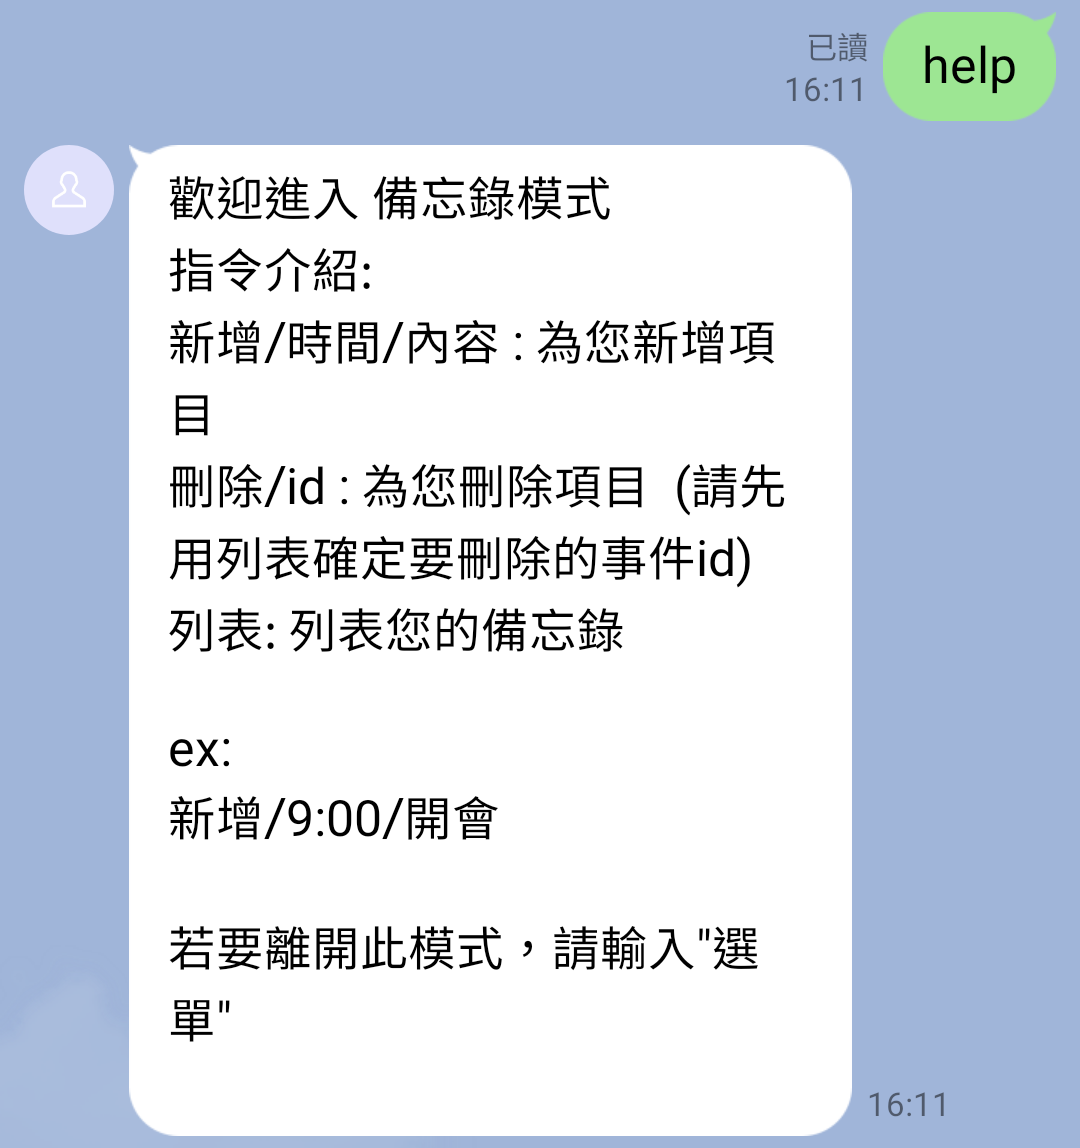 已讀
16:11
help
歡迎進入 備忘錄模式
指令介紹:
新增/時間/內容 : 為您新增項
目
刪除/id : 為您刪除項目  (請先
用列表確定要刪除的事件id)
列表: 列表您的備忘錄
ex:
新增/9:00/開會
若要離開此模式，請輸入"選
單"
16:11